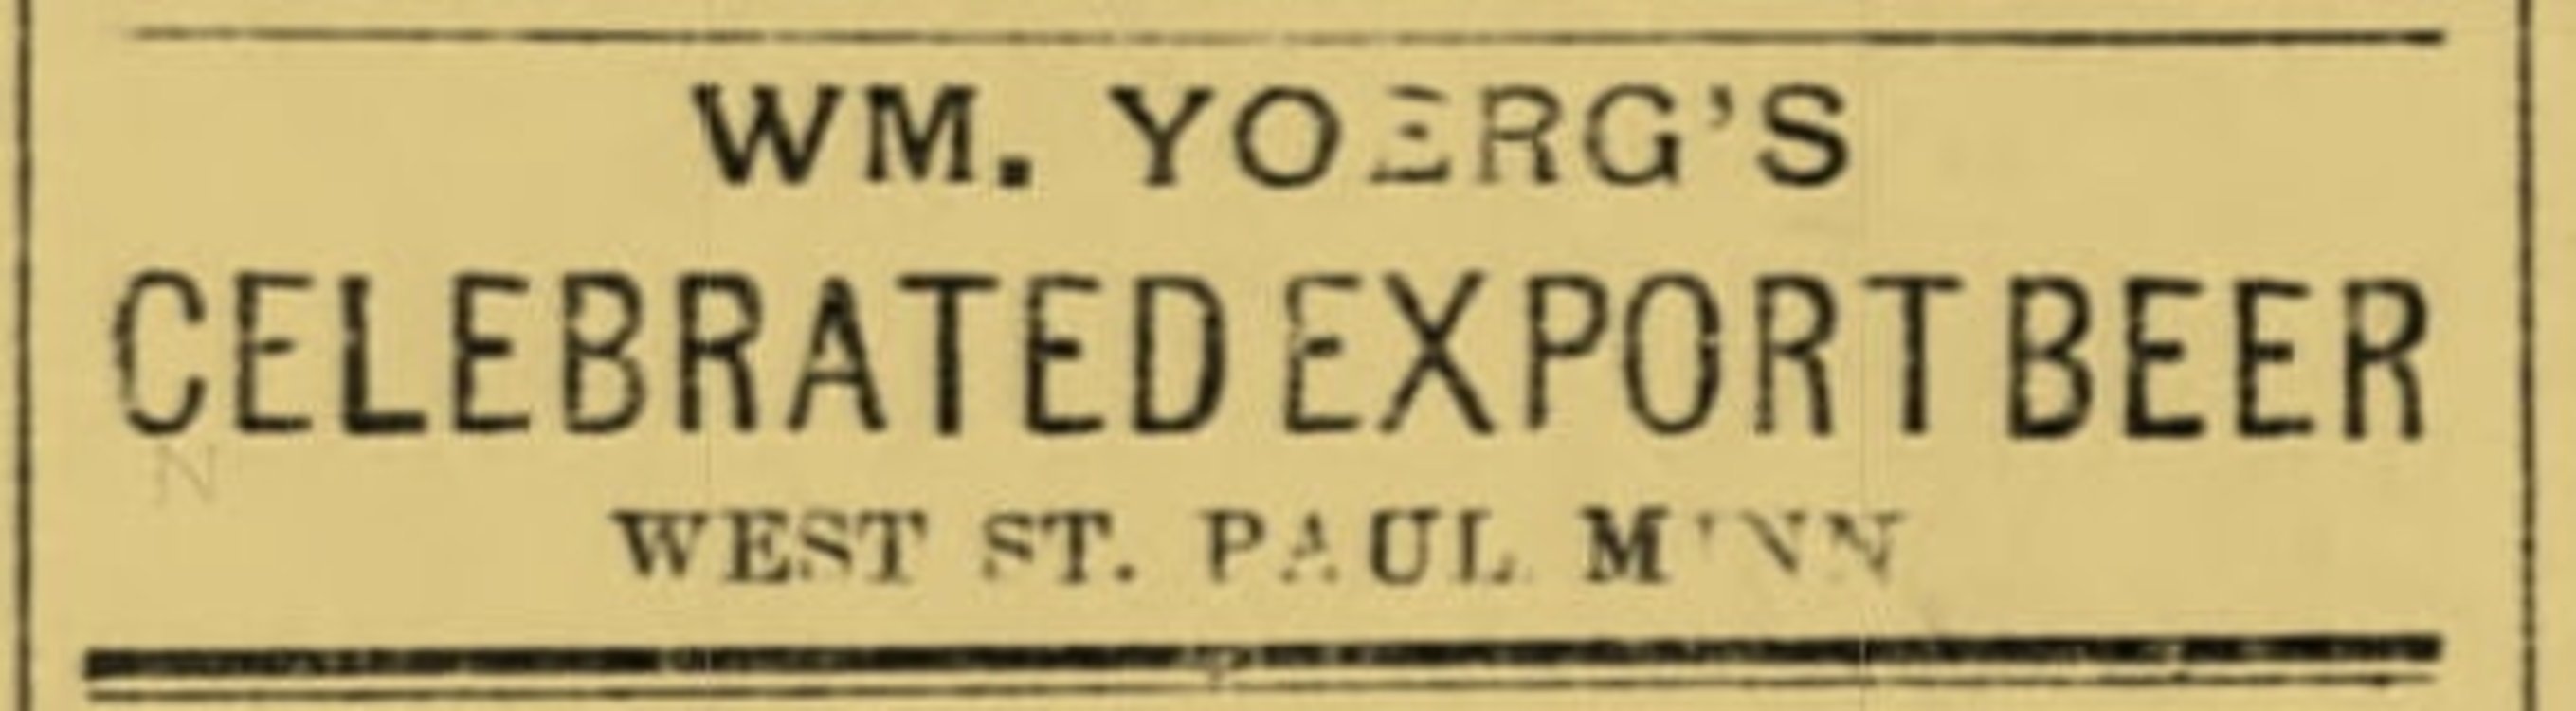 WM. YOERG'S
CELEBRATED EXPORT BEER
WEST ST. PAUL MINN